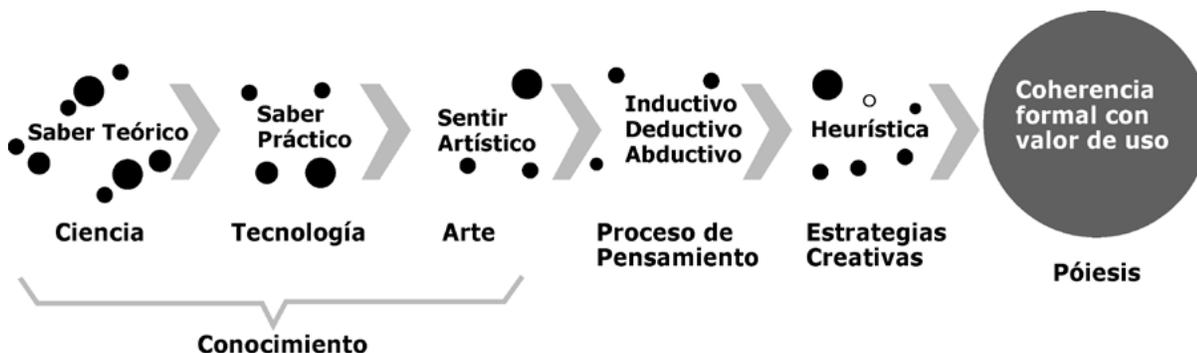 Saber Teórico
Saber
Práctico
Sentir
Artístico
Inductivo
Deductivo
Abductivo
Heurística
Coherencia
formal con
valor de uso
Ciencia
Tecnología
Arte
Proceso de
Pensamiento
Estrategias
Creativas
Póiesis
Conocimiento